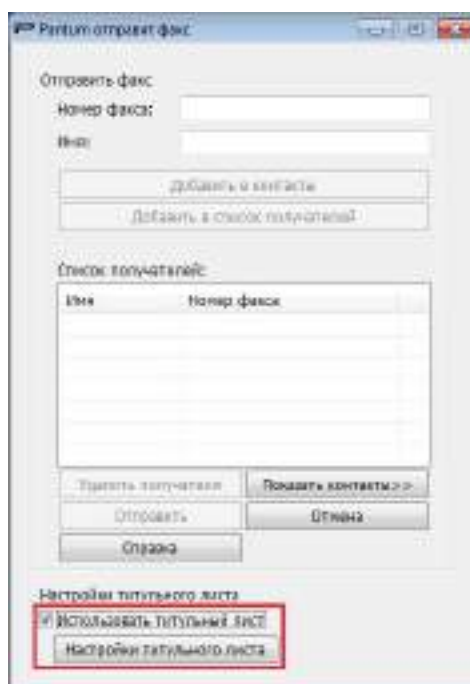 Pantum отправит факс
Отправить факс
Номер факса:
Имя:
Добавить в контакты
Добавить в список получателей
Список получателей:
Имя Номер факса
Удалить получателя Показать контакты>>
Отправить Отмена
Справка
Настройки титульного листа
Использовать титульный лист
Настройки титульного листа